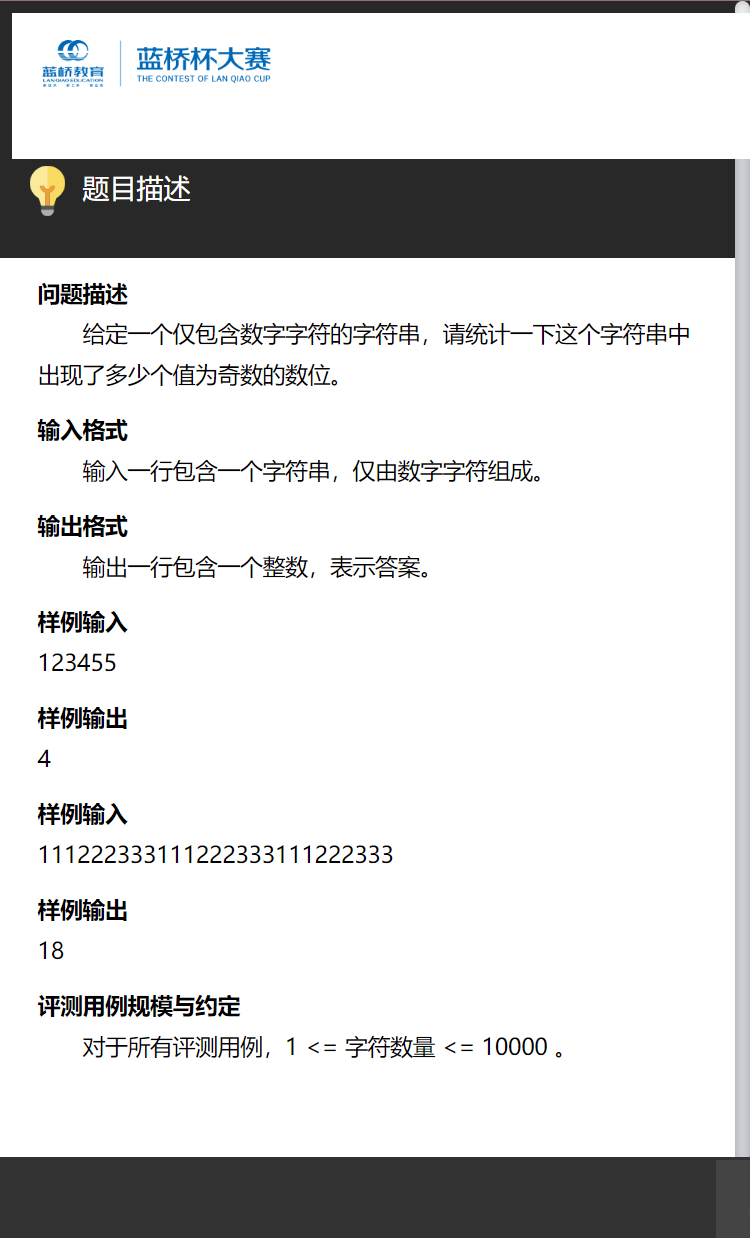 蓝桥教育
LANQIAO EDUCATION
蓝桥杯大赛
THE CONTEST OF LAN QIAO CUP
题目描述
问题描述
给定一个仅包含数字字符的字符串，请统计一下这个字符串中
出现了多少个值为奇数的数位。
输入格式
输入一行包含一个字符串，仅由数字字符组成。
输出格式
输出一行包含一个整数，表示答案。
样例输入
123455
样例输出
4
样例输入
111222333111222333111222333
样例输出
18
评测用例规模与约定
对于所有评测用例，1 <= 字符数量 <= 10000 。